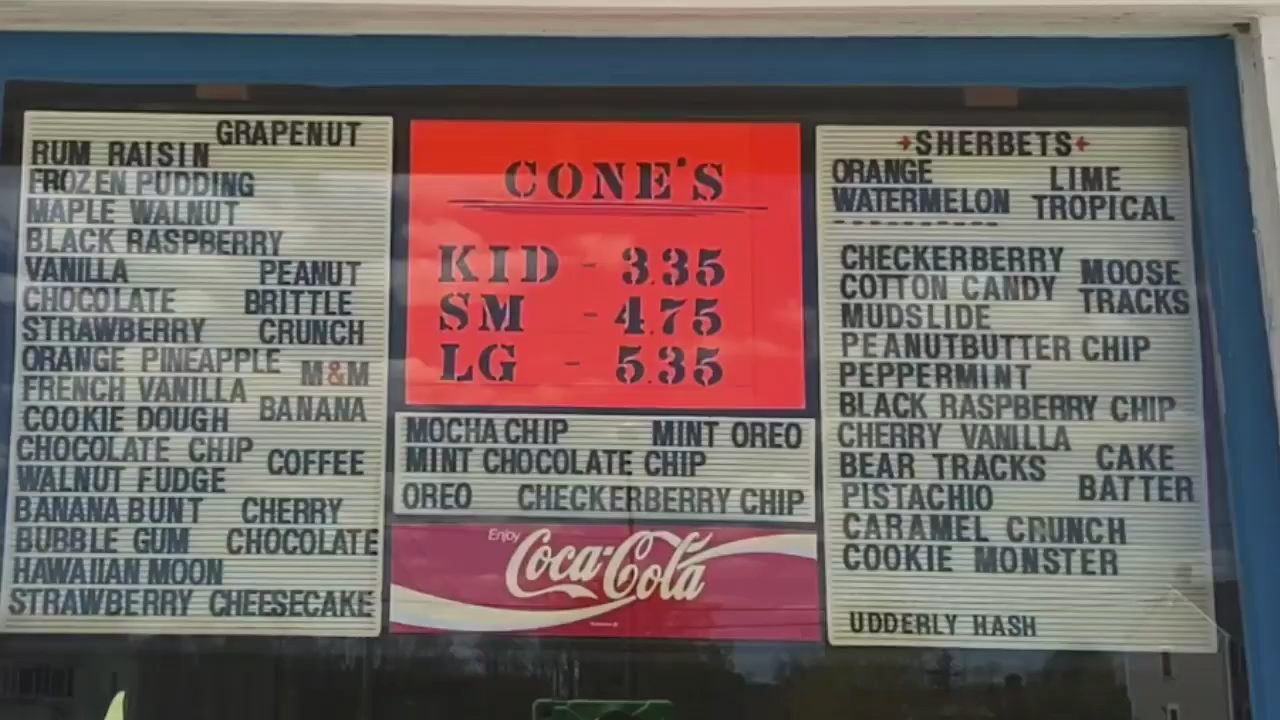 GRAPENUT
RUM RAISIN
FROZEN PUDDING
MAPLE WALNUT
BLACK RASPBERRY
VANILLA PEANUT
CHOCOLATE BRITTLE
STRAWBERRY CRUNCH
ORANGE PINEAPPLE M&M
FRENCH VANILLA
COOKIE DOUGH BANANA
CHOCOLATE CHIP COFFEE
WALNUT FUDGE
BANANA BUNT CHERRY
BUBBLE GUM CHOCOLATE
HAWAIIAN MOON
STRAWBERRY CHEESECAKE
CONE'S
KID - 3.35
SM - 4.75
LG - 5.35
MOCHA CHIP MINT OREO
MINT CHOCOLATE CHIP
OREO CHECKERBERRY CHIP
Enjoy
Coca-Cola
SHERBETS
ORANGE LIME
WATERMELON TROPICAL
CHECKERBERRY MOOSE
COTTON CANDY TRACKS
MUDSLIDE
PEANUTBUTTER CHIP
PEPPERMINT
BLACK RASPBERRY CHIP
CHERRY VANILLA
BEAR TRACKS CAKE
PISTACHIO BATTER
CARAMEL CRUNCH
COOKIE MONSTER
UDDERLY HASH